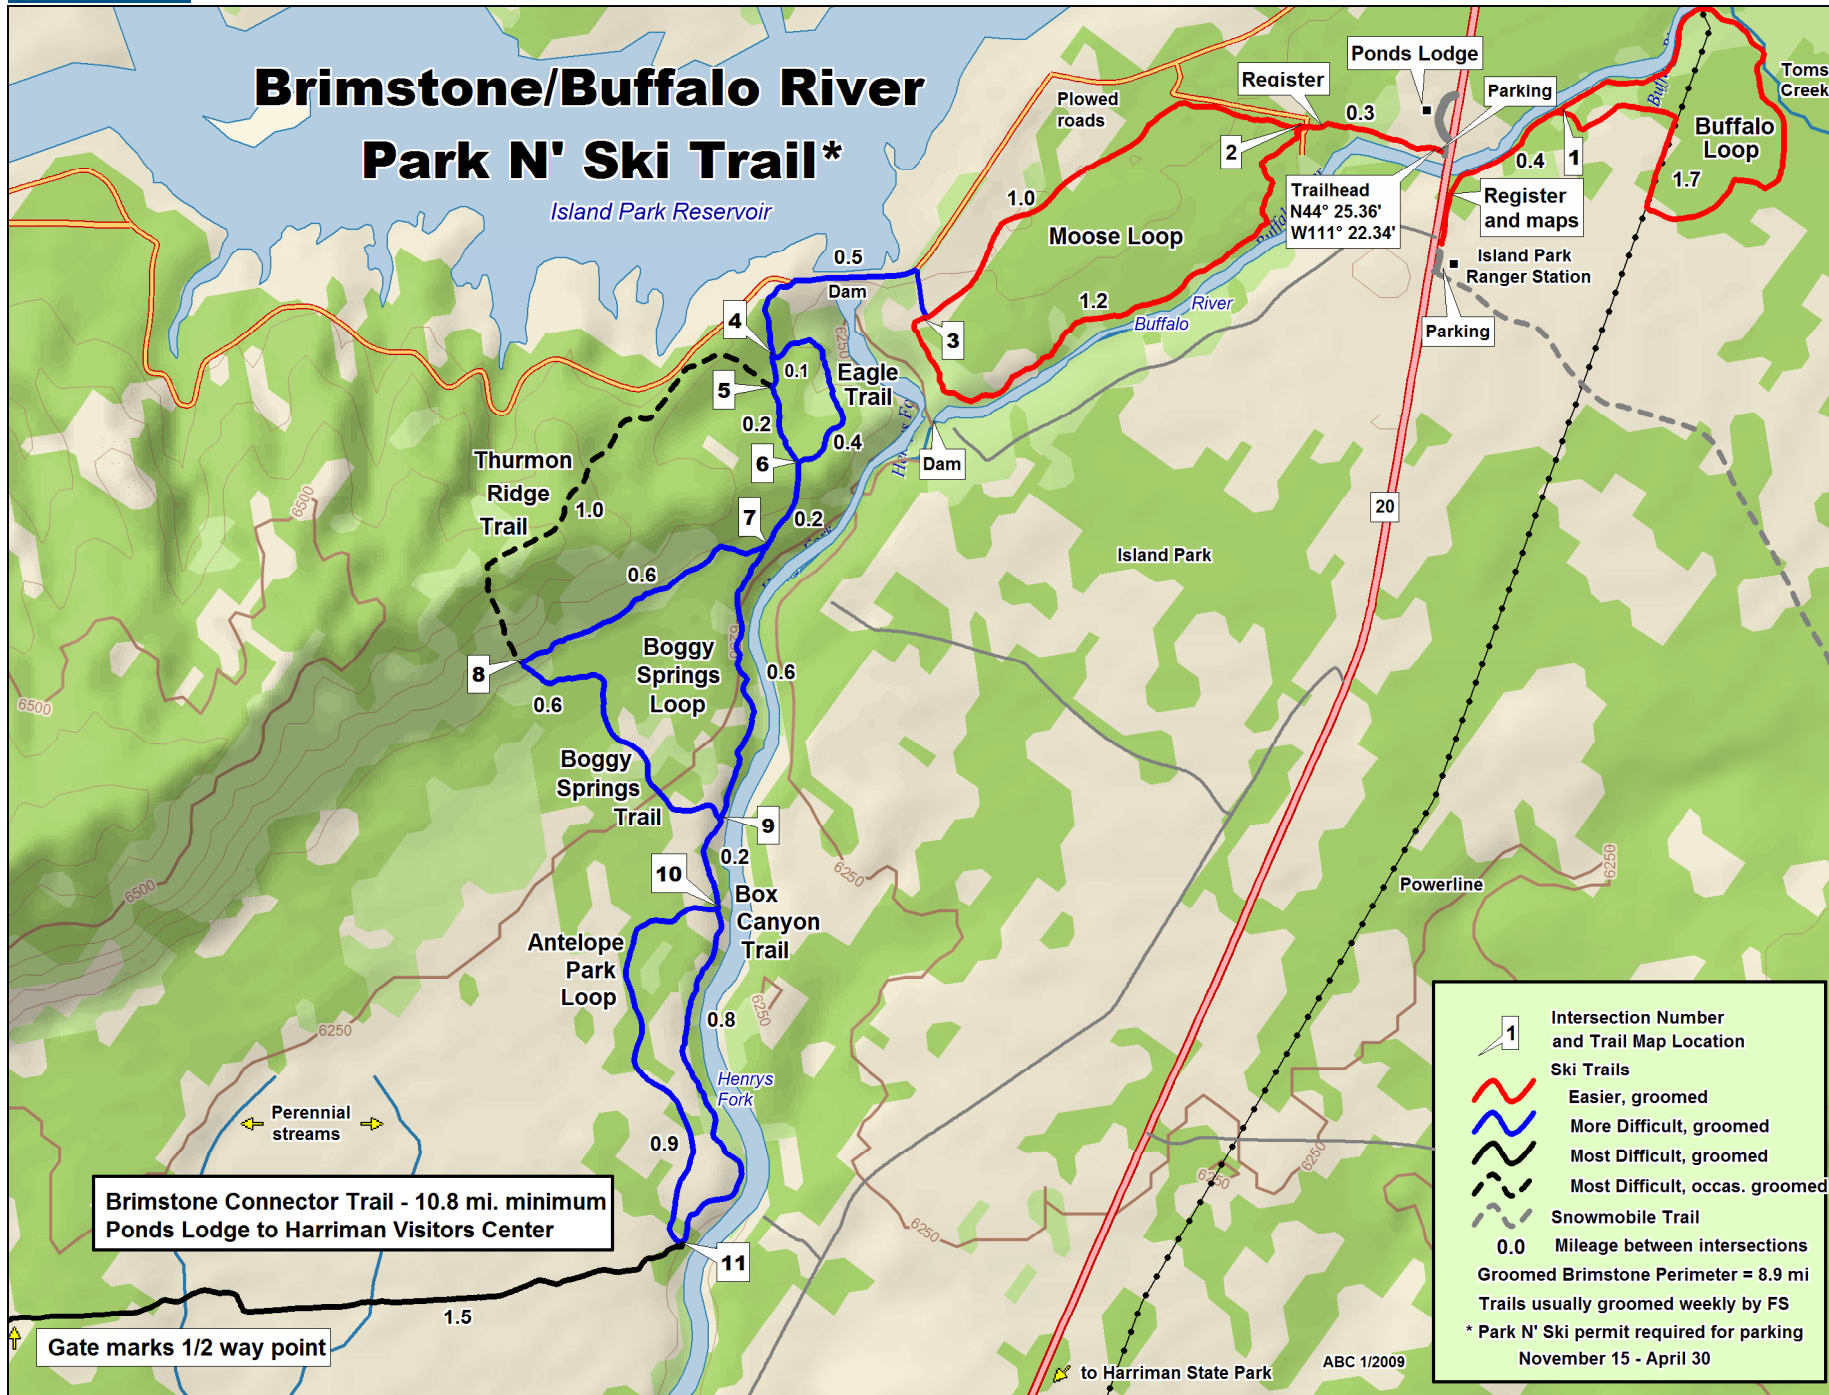 Brimstone/Buffalo River
Park N' Ski Trail*
Island Park Reservoir
Ponds Lodge
Register
Parking
Toms
Creek
Plowed
roads
0.3
2
1
Buffalo
Loop
0.4
1.7
1.0
Trailhead
N44° 25.36'
W111° 22.34'
Register
and maps
Moose Loop
Island Park
Ranger Station
0.5
Dam
1.2
River
Buffalo
Parking
4
3
6250
0.1
Eagle
Trail
5
0.2
0.4
6
Dam
Thurmon
Ridge
Trail
1.0
6500
7
0.2
20
Island Park
0.6
Boggy
Springs
Loop
8
0.6
0.6
6500
Boggy
Springs
Trail
9
0.2
10
6250
6250
6500
Powerline
Box
Canyon
Trail
Antelope
Park
Loop
6250
0.8
6250
Henrys
Fork
Perennial
streams
0.9
6250
6250
6250
Brimstone Connector Trail - 10.8 mi. minimum
Ponds Lodge to Harriman Visitors Center
11
1.5
Gate marks 1/2 way point
to Harriman State Park
ABC 1/2009
1
Intersection Number
and Trail Map Location
Ski Trails
Easier, groomed
More Difficult, groomed
Most Difficult, groomed
Most Difficult, occas. groomed
Snowmobile Trail
0.0 Mileage between intersections
Groomed Brimstone Perimeter = 8.9 mi
Trails usually groomed weekly by FS
* Park N' Ski permit required for parking
November 15 - April 30